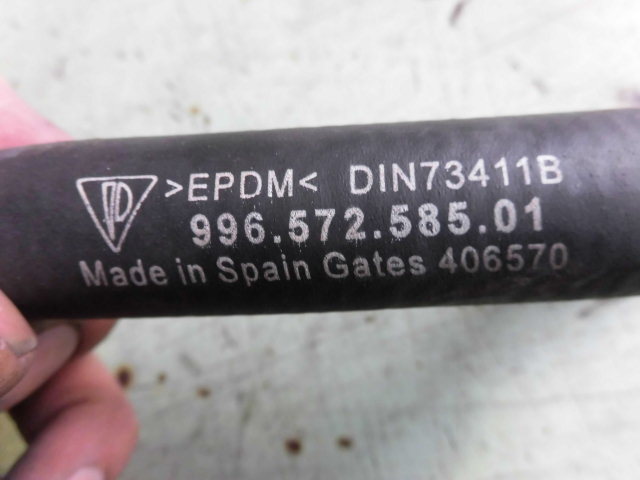 >EPDM< DIN73411B
996.572.585.01
Made in Spain Gates 406570